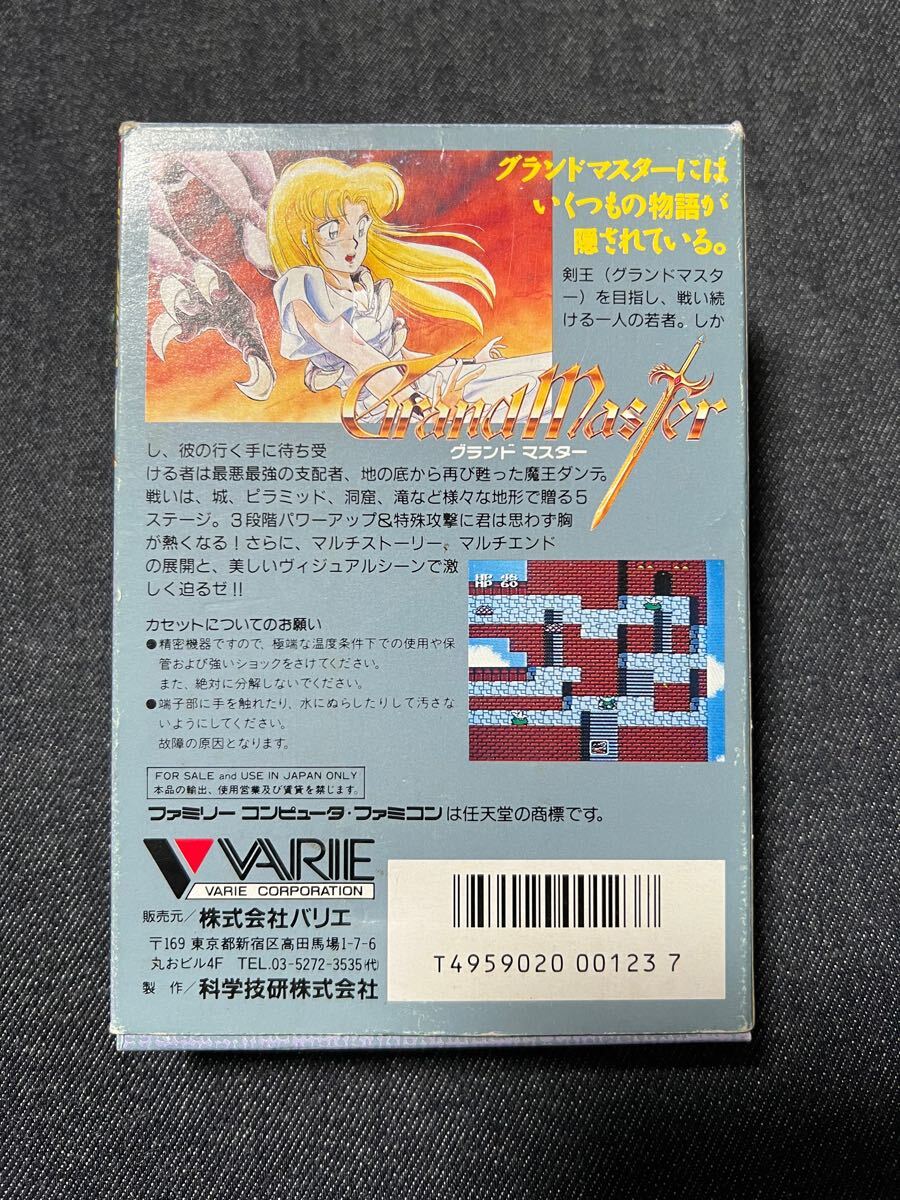 グランドマスターには
いくつもの物語が
隠されている。
剣王（グランドマスタ
ー）を目指し、戦い続
ける一人の若者。しか
Grand Master
グランド マスター
し、彼の行く手に待ち受
ける者は最悪最強の支配者、地の底から再び甦った魔王ダンテ。
戦いは、城、ピラミッド、洞窟、滝など様々な地形で贈る5
ステージ。3段階パワーアップ&特殊攻撃に君は思わず胸
が熱くなる！さらに、マルチストーリー。マルチエンド
の展開と、美しいヴィジュアルシーンで激
しく迫るゼ!!
カセットについてのお願い
●精密機器ですので、極端な温度条件下での使用や保
管および強いショックをさけてください。
また、絶対に分解しないでください。
●端子部に手を触れたり、水にぬらしたりして汚さな
いようにしてください。
故障の原因となります。
FOR SALE and USE IN JAPAN ONLY
本品の輸出、使用営業及び賃貸を禁じます。
ファミリーコンピュータ・ファミコンは任天堂の商標です。
VARIE
VARIE CORPORATION
販売元／株式会社バリエ
〒169 東京都新宿区高田馬場1-7-6
丸おビル4F TEL.03-5272-3535㈹
製 作／科学技研株式会社
T4959020 00123 7